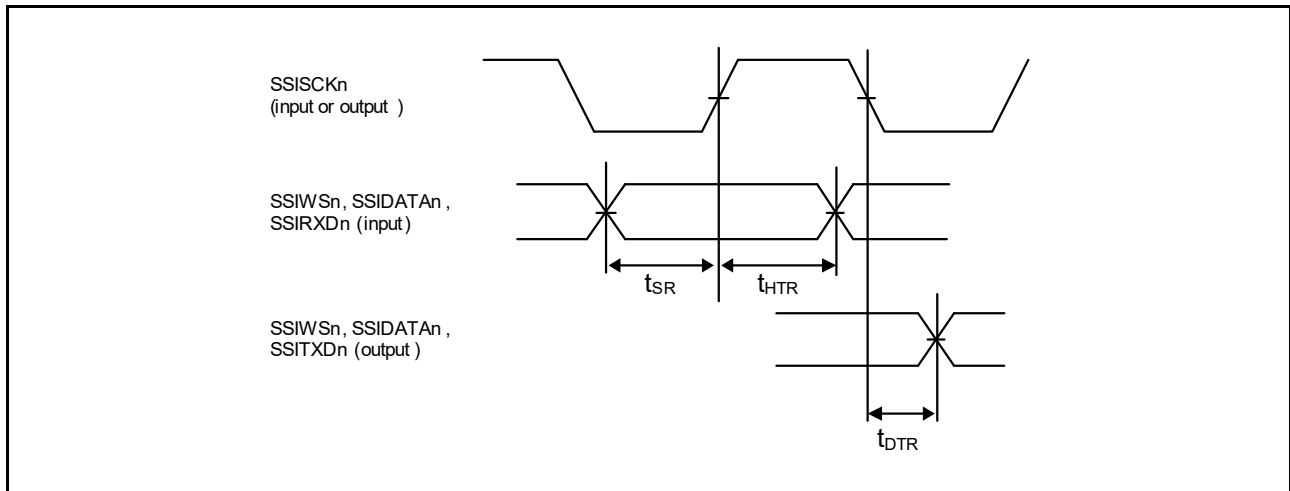 SSISCKn
(input or output )
SSIWSn, SSIDATAn ,
SSIRXDn (input)
tSR
tHTR
SSIWSn, SSIDATAn ,
SSITXDn (output )
tDTR